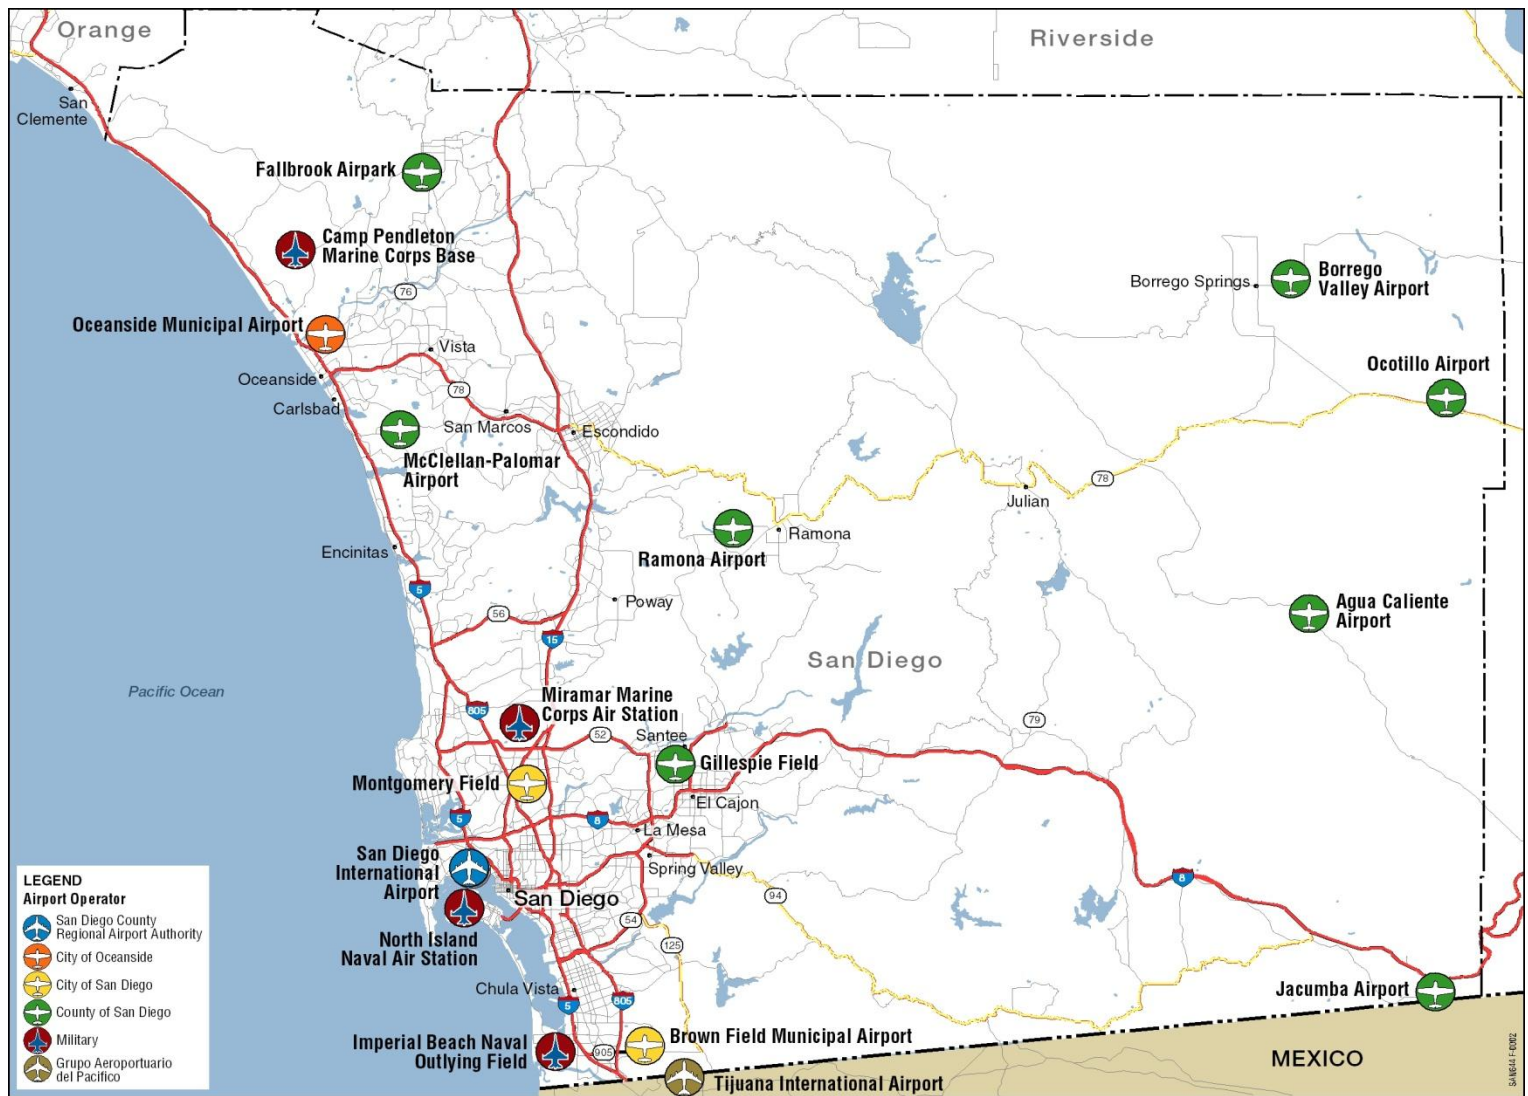 Orange
Riverside
San
Clemente
Fallbrook Airpark
Camp Pendleton
Marine Corps Base
76
Borrego Springs
Borrego
Valley Airport
Oceanside Municipal Airport
Vista
Oceanside
78
Carlsbad
San Marcos
Escondido
Ocotillo Airport
McClellan-Palomar
Airport
78
Julian
Ramona Airport
Ramona
Encinitas
5
56
Poway
15
Agua Caliente
Airport
San Diego
Pacific Ocean
Miramar Marine
Corps Air Station
805
52
Santee
79
Montgomery Field
Gillespie Field
El Cajon
5
8
La Mesa
San Diego
International
Airport
Spring Valley
8
94
San Diego
54
125
North Island
Naval Air Station
Chula Vista
5
805
Jacumba Airport
Imperial Beach Naval
Outlying Field
905
Brown Field Municipal Airport
Tijuana International Airport
MEXICO
LEGEND
Airport Operator
San Diego County
Regional Airport Authority
City of Oceanside
City of San Diego
County of San Diego
Military
Grupo Aeroportuario
del Pacifico